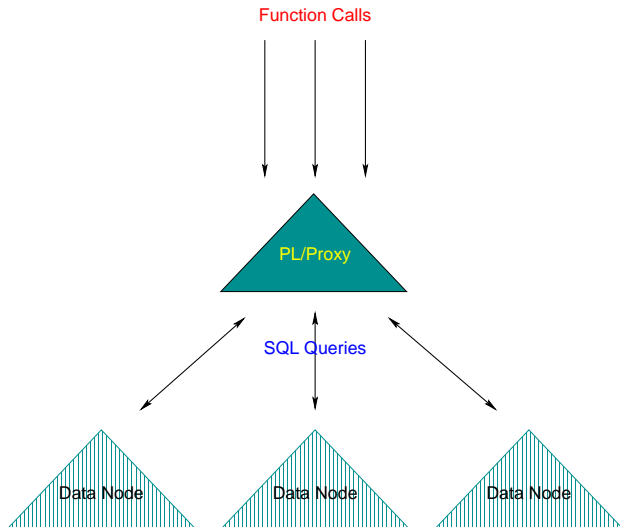 Function Calls
PL/Proxy
SQL Queries
Data Node
Data Node
Data Node